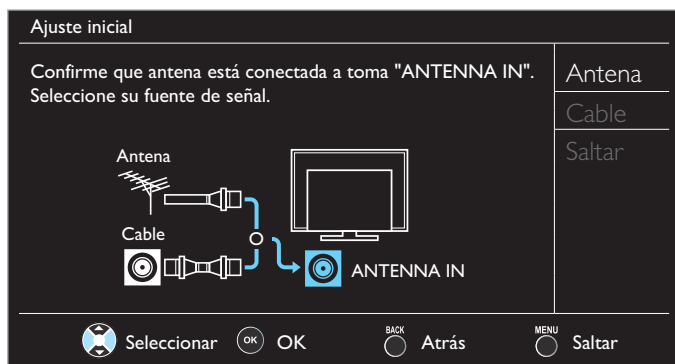 Ajuste inicial
Confirme que antena está conectada a toma "ANTENNA IN".
Seleccione su fuente de señal.
Antena
Cable
Saltar
Antena
Cable
O
ANTENNA IN
Seleccionar
OK
OK
BACK
Atrás
MENU
Saltar